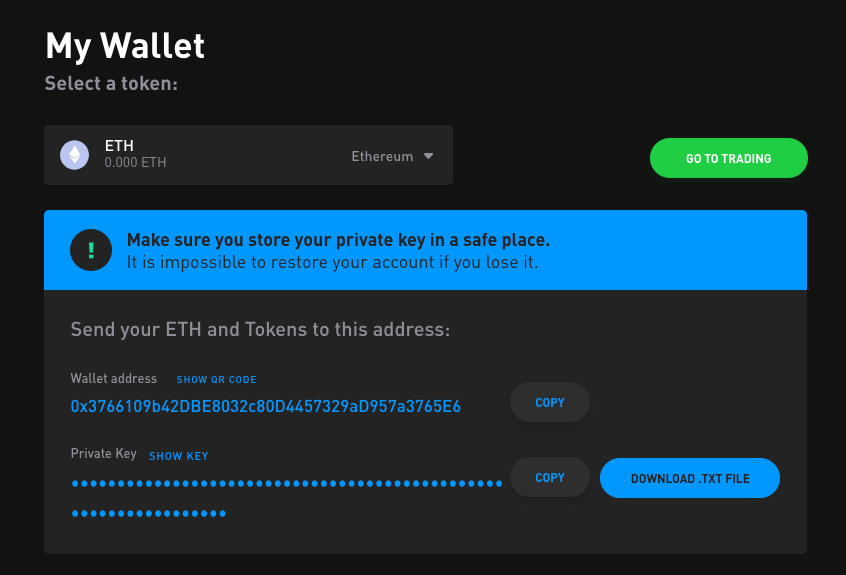 My Wallet
Select a token:
ETH
0.000 ETH
Ethereum
GO TO TRADING
!
Make sure you store your private key in a safe place.
It is impossible to restore your account if you lose it.
Send your ETH and Tokens to this address:
Wallet address SHOW QR CODE
0x3766109b42DBE8032c80D4457329aD957a3765E6
COPY
Private Key SHOW KEY
COPY
DOWNLOAD .TXT FILE